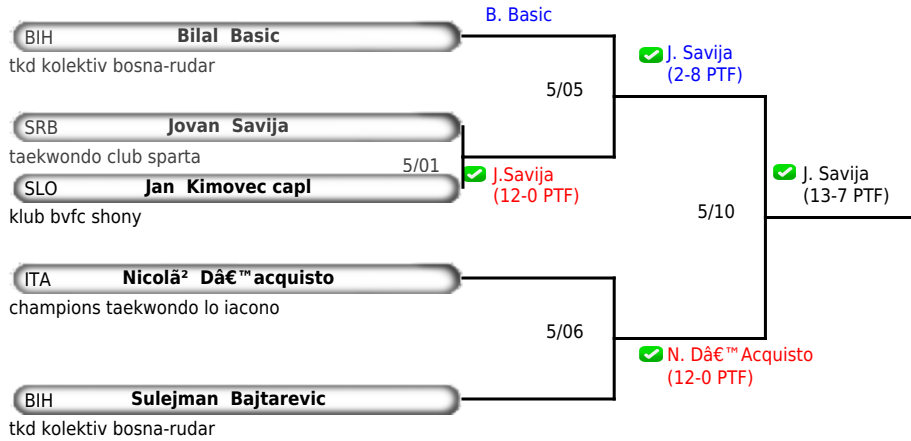 B. Basic
BIH Bilal Basic
tkd kolektiv bosna-rudar
J. Savija
(2-8 PTF)
5/05
SRB Jovan Savija
taekwondo club sparta
5/01
J.Savija
(12-0 PTF)
SLO Jan Kimovec capl
klub bvfc shony
J. Savija
(13-7 PTF)
5/10
ITA Nicolã² Dâ€™acquisto
champions taekwondo lo iacono
5/06
N. Dâ€™Acquisto
(12-0 PTF)
BIH Sulejman Bajtarevic
tkd kolektiv bosna-rudar